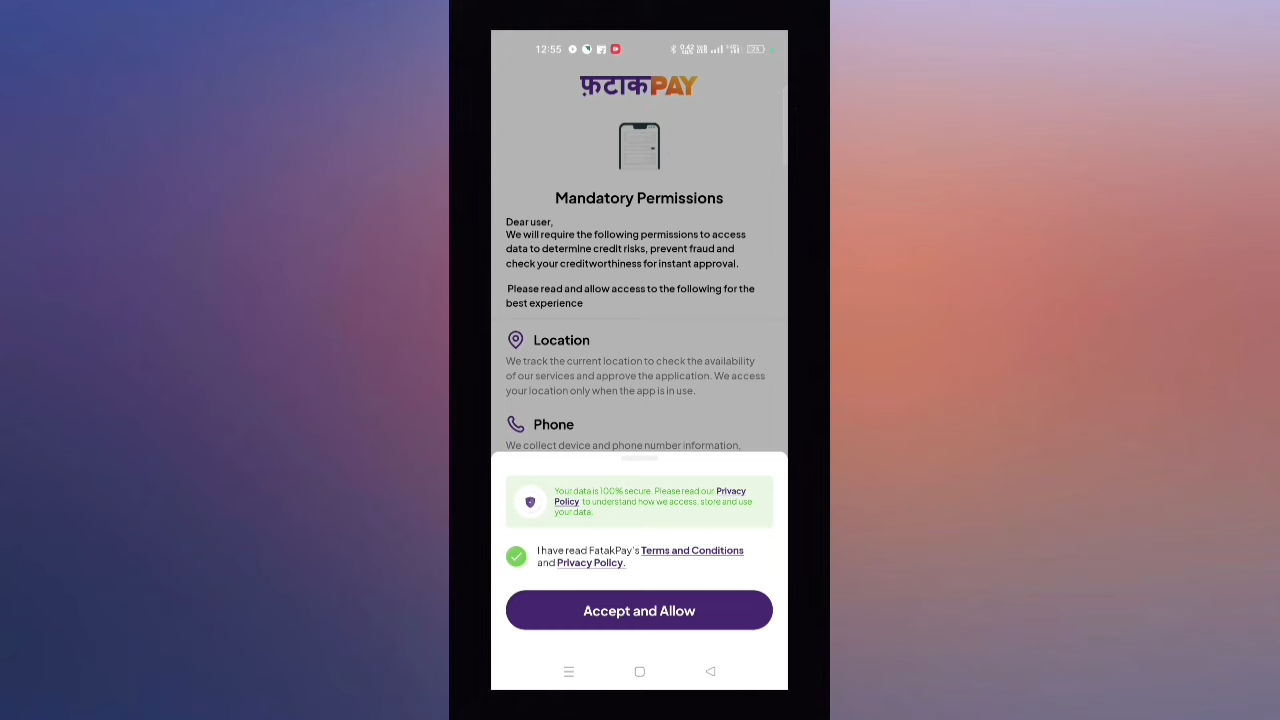 12:55
फ़टाकPAY
Mandatory Permissions
Dear user,
We will require the following permissions to access
data to determine credit risks, prevent fraud and
check your creditworthiness for instant approval.
Please read and allow access to the following for the
best experience
Location
We track the current location to check the availability
of our services and approve the application. We access
your location only when the app is in use.
Phone
We collect device and phone number information,
Your data is 100% secure. Please read our Privacy
Policy to understand how we access, store and use
your data.
I have read FatakPay's Terms and Conditions
and Privacy Policy.
Accept and Allow